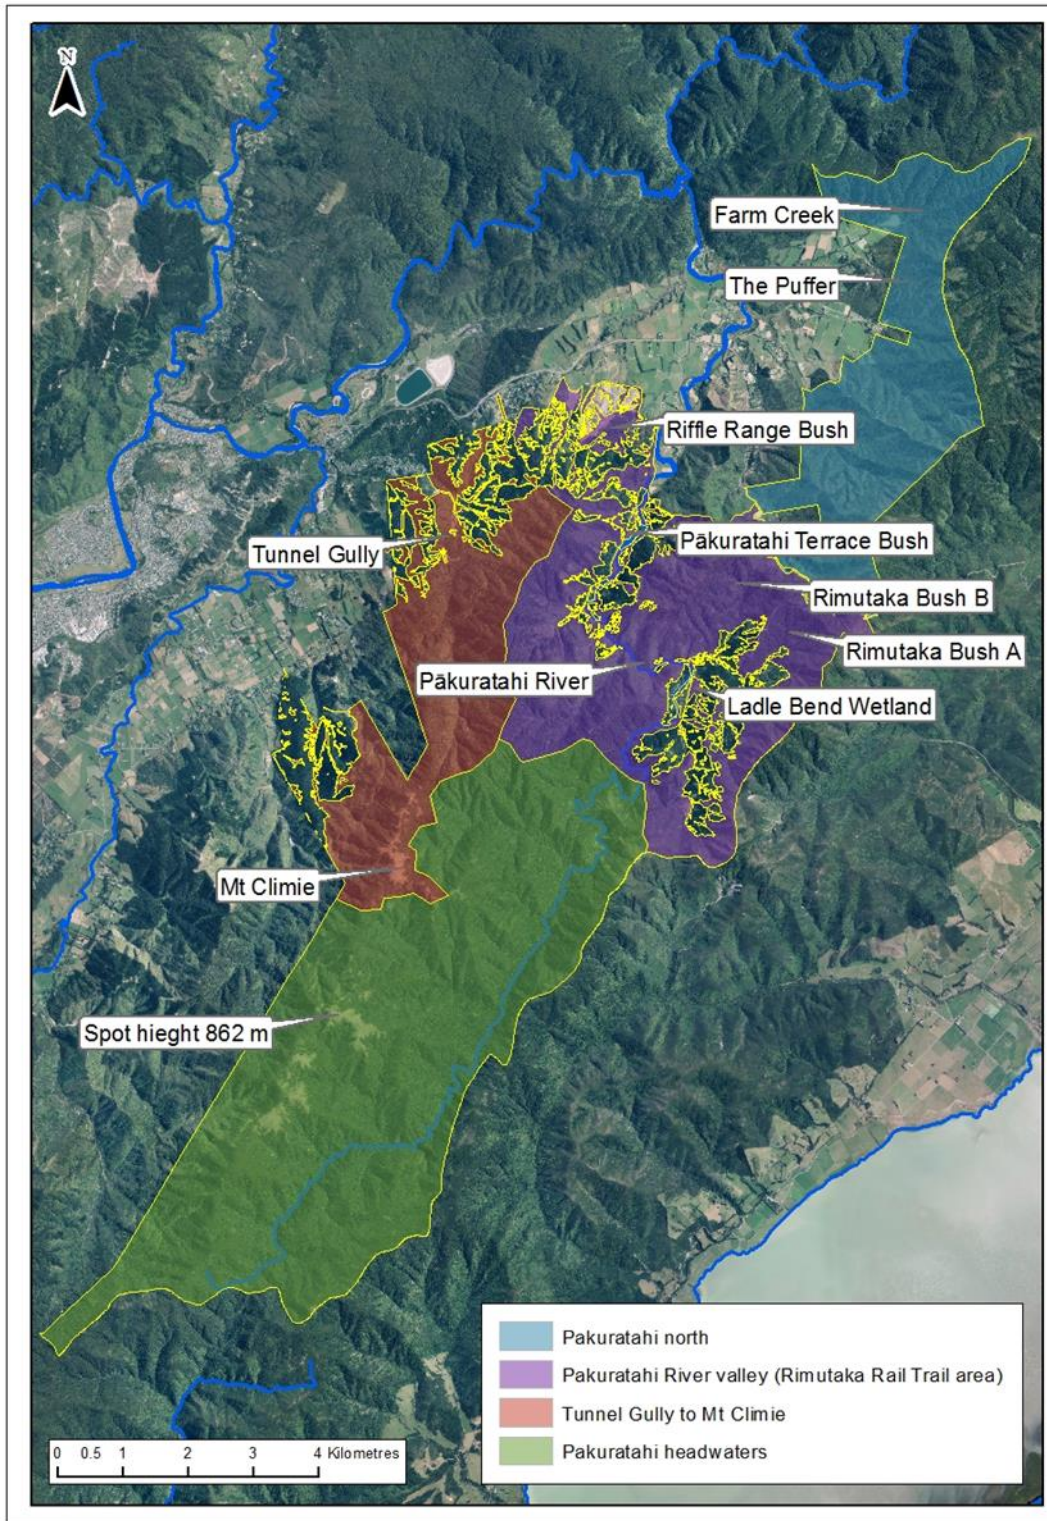 N
Farm Creek
The Puffer
Riffle Range Bush
Pākuratahi Terrace Bush
Tunnel Gully
Rimutaka Bush B
Rimutaka Bush A
Pākuratahi River
Ladle Bend Wetland
Mt Climie
Spot hieght 862 m
Pakuratahi north
Pakuratahi River valley (Rimutaka Rail Trail area)
Tunnel Gully to Mt Climie
Pakuratahi headwaters
0 0.5 1 2 3 4 Kilometres